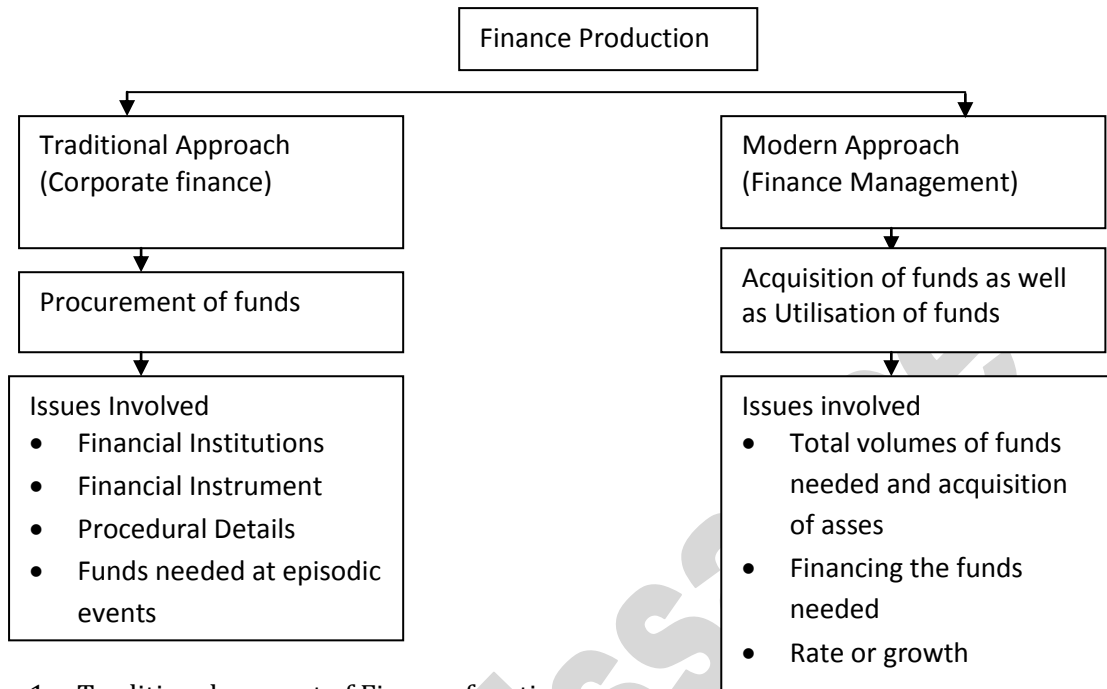 Finance Production
Traditional Approach
(Corporate finance)
Procurement of funds
Issues Involved
• Financial Institutions
• Financial Instrument
• Procedural Details
• Funds needed at episodic
events
Modern Approach
(Finance Management)
Acquisition of funds as well
as Utilisation of funds
Issues involved
• Total volumes of funds
needed and acquisition
of asses
• Financing the funds
needed
• Rate or growth